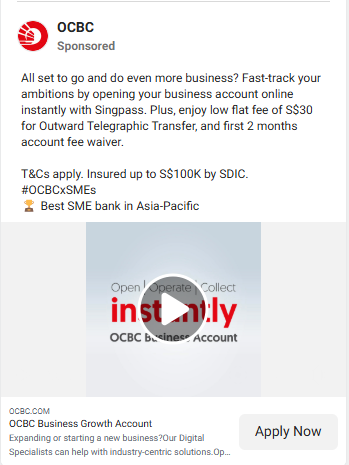 OCBC
Sponsored
All set to go and do even more business? Fast-track your
ambitions by opening your business account online
instantly with Singpass. Plus, enjoy low flat fee of S$30
for Outward Telegraphic Transfer, and first 2 months
account fee waiver.
T&Cs apply. Insured up to S$100K by SDIC.
#OCBCxSMEs
🏆 Best SME bank in Asia-Pacific
Open | Operate | Collect
instantly
OCBC Business Account
OCBC.COM
OCBC Business Growth Account
Expanding or starting a new business?Our Digital
Specialists can help with industry-centric solutions.Op...
Apply Now